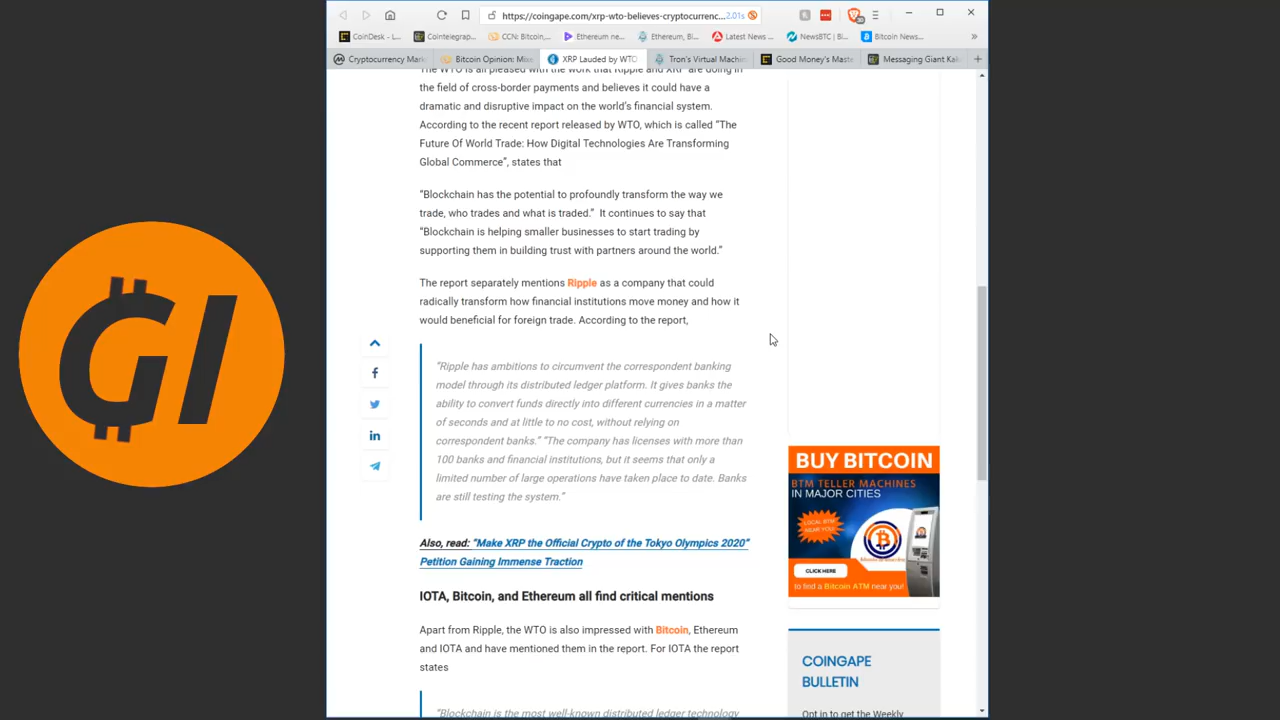 https://coingape.com/xrp-wto-believes-cryptocurrenc... 2.01s
CoinDesk - L...
Cointelegrap...
CCN: Bitcoin,...
Ethereum ne...
Ethereum, Bi...
Latest News ...
NewsBTC | Bi...
Bitcoin News...
»
Cryptocurrency Mark
Bitcoin Opinion: Mixe
XRP Lauded by WTO
Tron's Virtual Machin
Good Money's Maste
Messaging Giant Kak
The WTO is all pleased with the work that Ripple and XRP are doing in
the field of cross-border payments and believes it could have a
dramatic and disruptive impact on the world's financial system.
According to the recent report released by WTO, which is called “The
Future Of World Trade: How Digital Technologies Are Transforming
Global Commerce”, states that
“Blockchain has the potential to profoundly transform the way we
trade, who trades and what is traded.” It continues to say that
“Blockchain is helping smaller businesses to start trading by
supporting them in building trust with partners around the world.”
The report separately mentions Ripple as a company that could
radically transform how financial institutions move money and how it
would beneficial for foreign trade. According to the report,
“Ripple has ambitions to circumvent the correspondent banking
model through its distributed ledger platform. It gives banks the
ability to convert funds directly into different currencies in a matter
of seconds and at little to no cost, without relying on
correspondent banks.” “The company has licenses with more than
100 banks and financial institutions, but it seems that only a
limited number of large operations have taken place to date. Banks
are still testing the system.”
Also, read: “Make XRP the Official Crypto of the Tokyo Olympics 2020”
Petition Gaining Immense Traction
IOTA, Bitcoin, and Ethereum all find critical mentions
Apart from Ripple, the WTO is also impressed with Bitcoin, Ethereum
and IOTA and have mentioned them in the report. For IOTA the report
states
“Blockchain is the most well-known distributed ledger technology
GI
BUY BITCOIN
BTM TELLER MACHINES
IN MAJOR CITIES
LOCAL BTM
NEAR YOU!
CLICK HERE
to find a Bitcoin ATM near you!
COINGAPE
BULLETIN
Opt in to get the Weekly